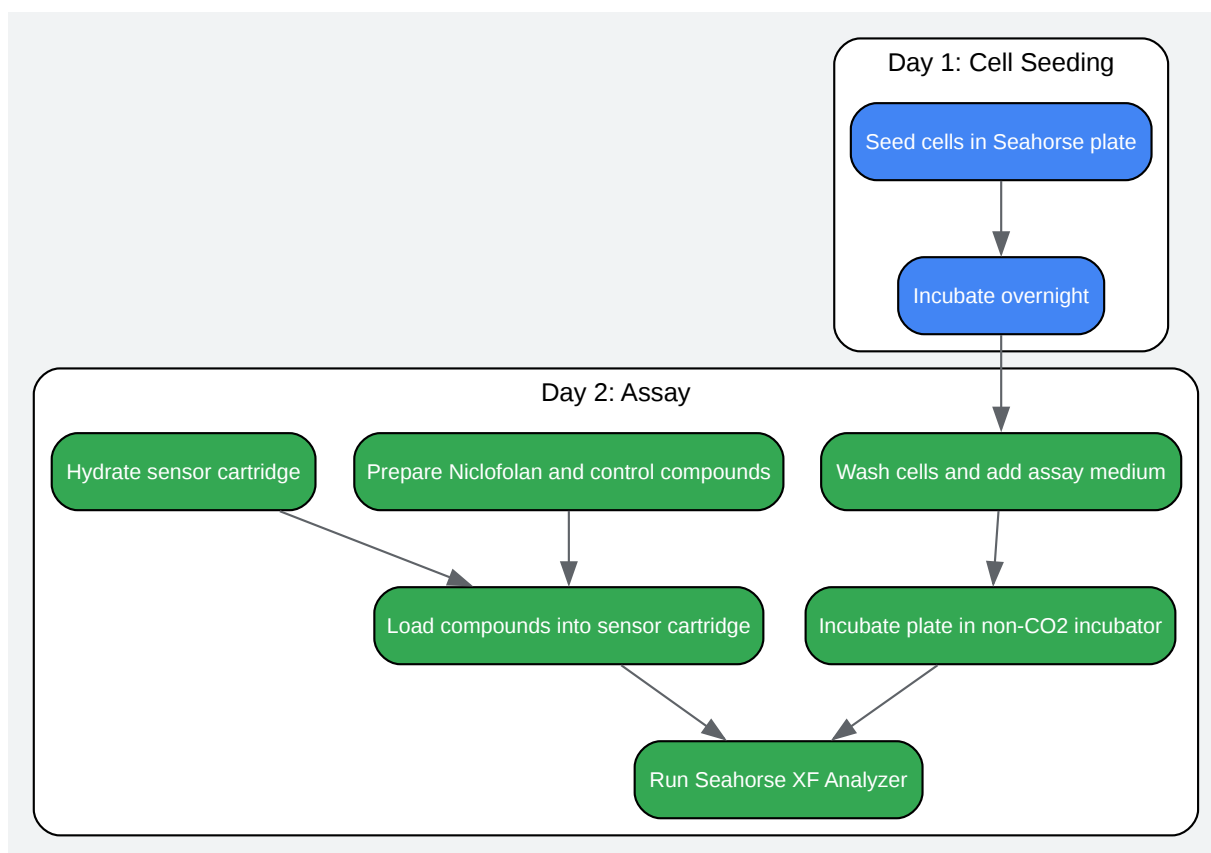 Day 1: Cell Seeding
Seed cells in Seahorse plate
Incubate overnight
Day 2: Assay
Hydrate sensor cartridge
Prepare Niclofolan and control compounds
Wash cells and add assay medium
Load compounds into sensor cartridge
Incubate plate in non-CO2 incubator
Run Seahorse XF Analyzer